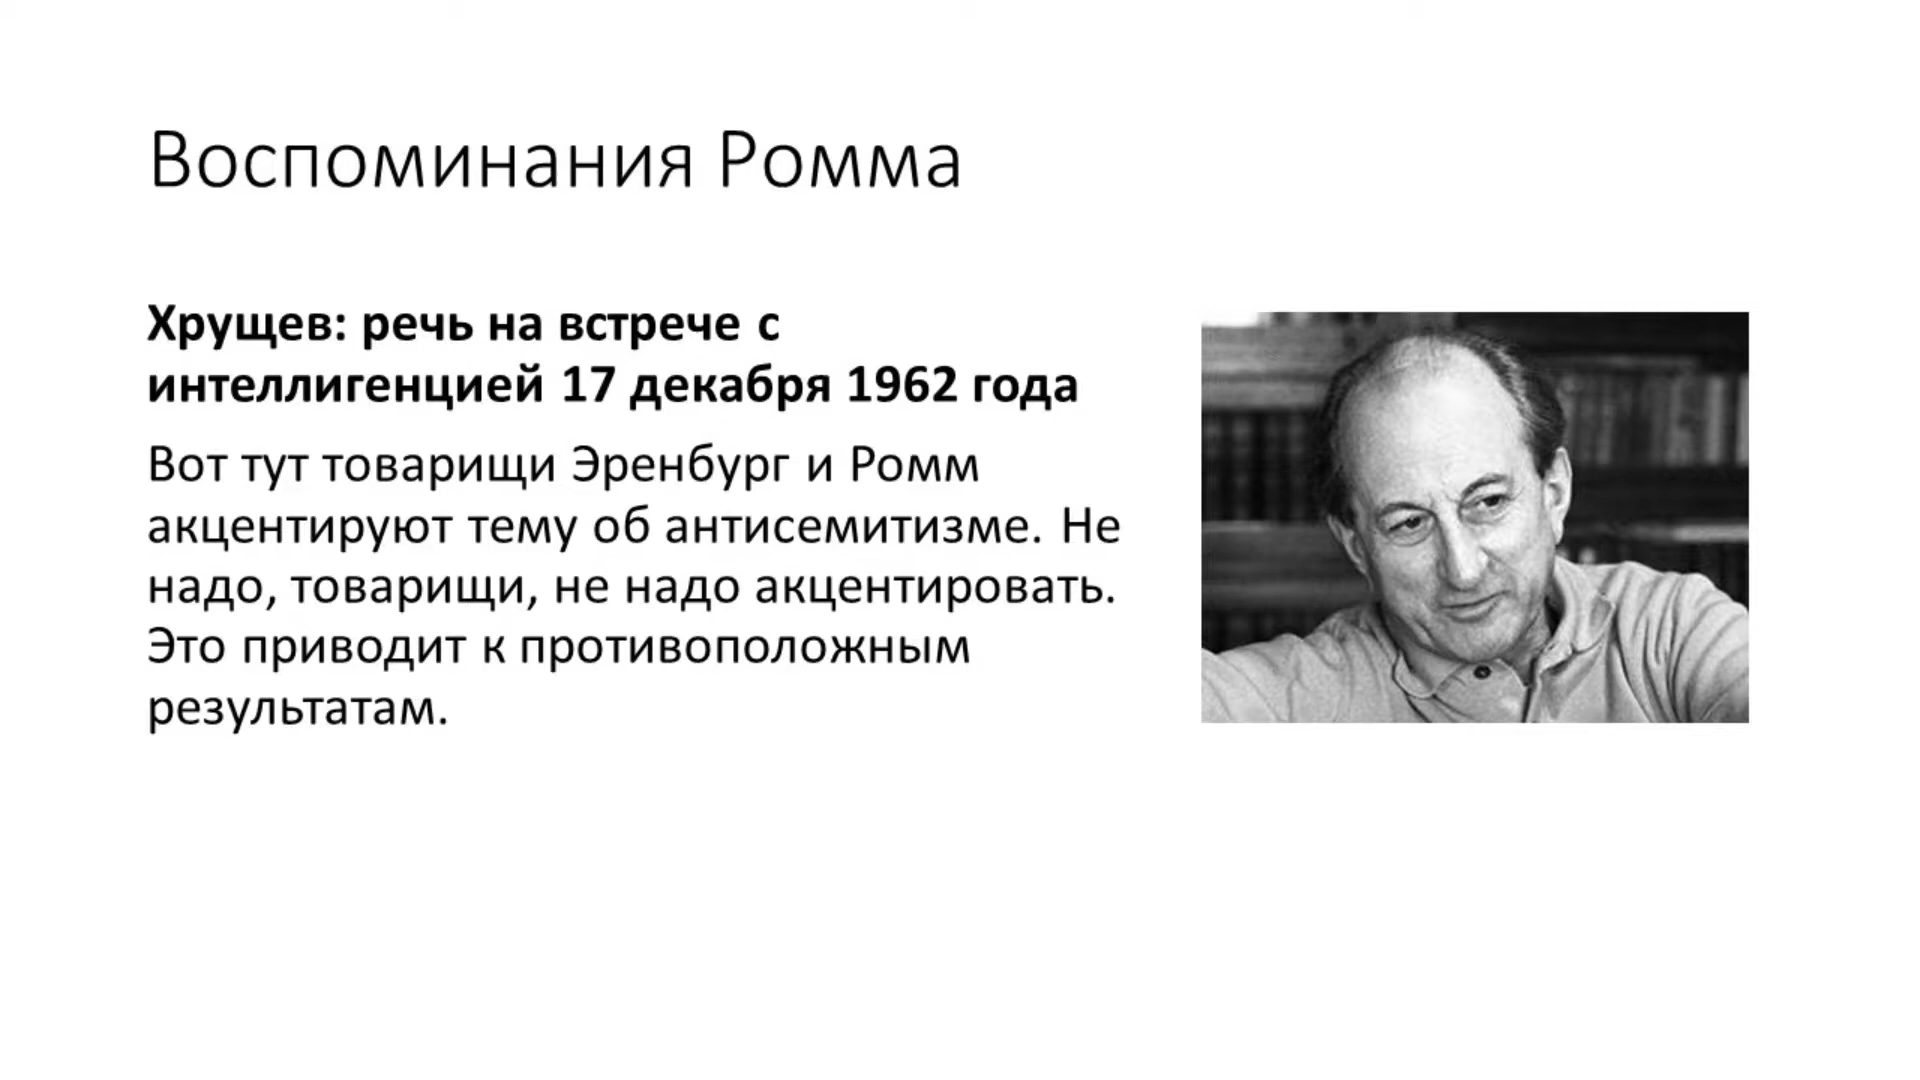 Воспоминания Ромма
Хрущев: речь на встрече с
интеллигенцией 17 декабря 1962 года
Вот тут товарищи Эренбург и Ромм
акцентируют тему об антисемитизме. Не
надо, товарищи, не надо акцентировать.
Это приводит к противоположным
результатам.